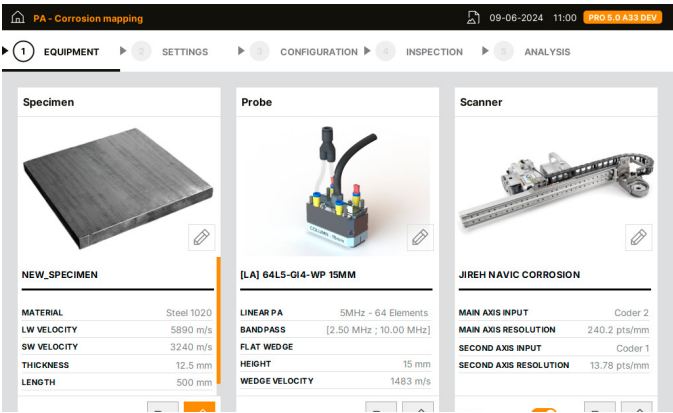 PA - Corrosion mapping
09-06-2024 11:00 PRO 5.0 A33 DEV
1 EQUIPMENT 2 SETTINGS 3 CONFIGURATION 4 INSPECTION 5 ANALYSIS
Specimen
NEW_SPECIMEN
MATERIAL Steel 1020
LW VELOCITY 5890 m/s
SW VELOCITY 3240 m/s
THICKNESS 12.5 mm
LENGTH 500 mm
Probe
COLUMN - 15mm
[LA] 64L5-GI4-WP 15MM
LINEAR PA 5MHz - 64 Elements
BANDPASS [2.50 MHz ; 10.00 MHz]
FLAT WEDGE
HEIGHT 15 mm
WEDGE VELOCITY 1483 m/s
Scanner
JIREH NAVIC CORROSION
MAIN AXIS INPUT Coder 2
MAIN AXIS RESOLUTION 240.2 pts/mm
SECOND AXIS INPUT Coder 1
SECOND AXIS RESOLUTION 13.78 pts/mm